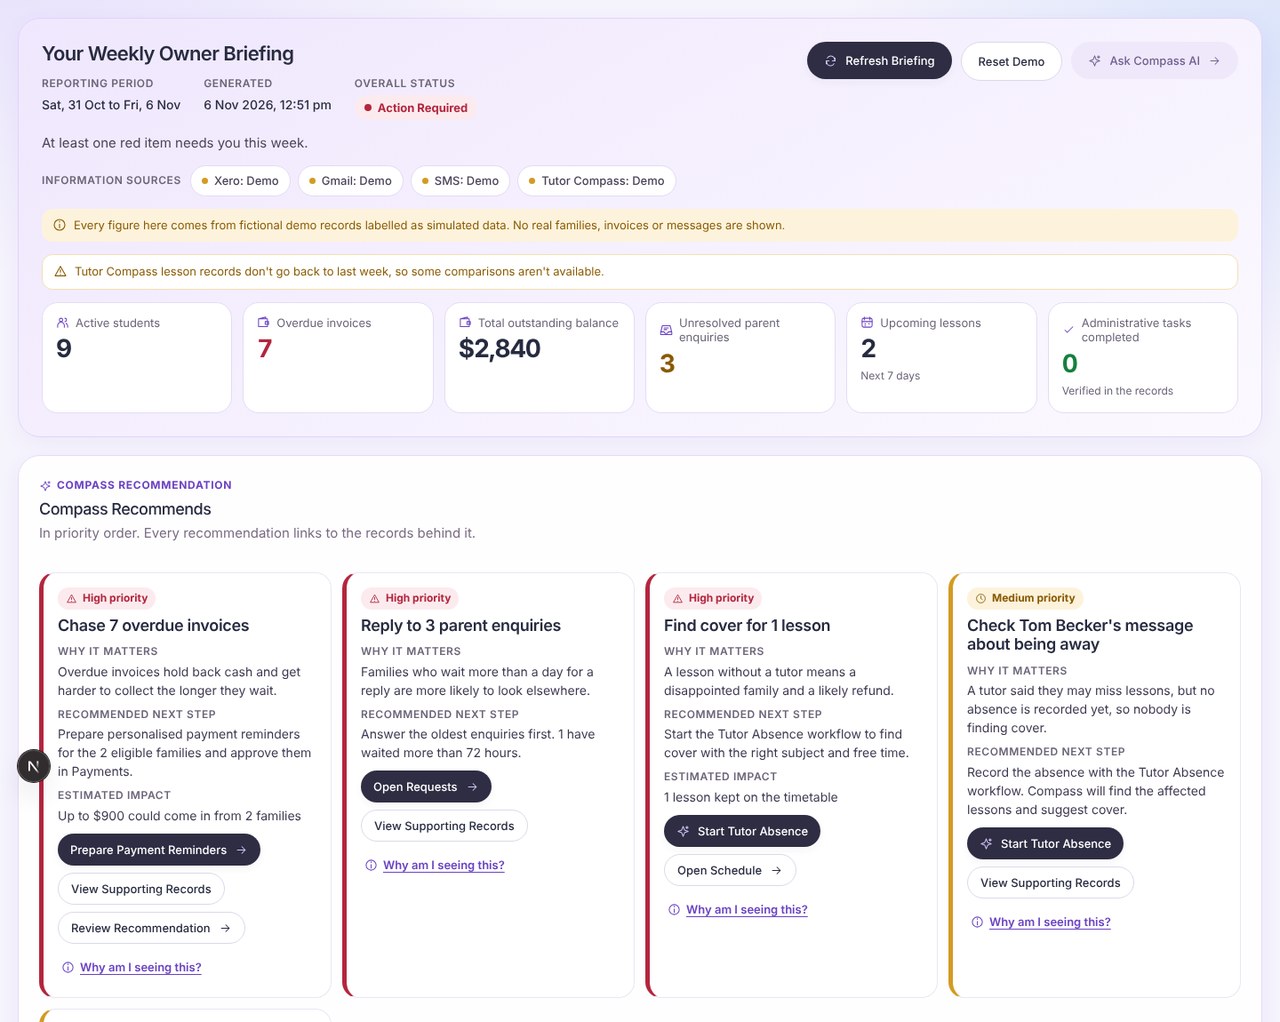 Your Weekly Owner Briefing
Refresh Briefing
Reset Demo
Ask Compass AI
REPORTING PERIOD
Sat, 31 Oct to Fri, 6 Nov
GENERATED
6 Nov 2026, 12:51 pm
OVERALL STATUS
Action Required
At least one red item needs you this week.
INFORMATION SOURCES
Xero: Demo
Gmail: Demo
SMS: Demo
Tutor Compass: Demo
Every figure here comes from fictional demo records labelled as simulated data. No real families, invoices or messages are shown.
Tutor Compass lesson records don't go back to last week, so some comparisons aren't available.
Active students
9
Overdue invoices
7
Total outstanding balance
$2,840
Unresolved parent
enquiries
3
Upcoming lessons
2
Next 7 days
Administrative tasks
completed
0
Verified in the records
COMPASS RECOMMENDATION
Compass Recommends
In priority order. Every recommendation links to the records behind it.
High priority
Chase 7 overdue invoices
WHY IT MATTERS
Overdue invoices hold back cash and get
harder to collect the longer they wait.
RECOMMENDED NEXT STEP
Prepare personalised payment reminders
for the 2 eligible families and approve them
in Payments.
ESTIMATED IMPACT
Up to $900 could come in from 2 families
Prepare Payment Reminders
View Supporting Records
Review Recommendation
Why am I seeing this?
High priority
Reply to 3 parent enquiries
WHY IT MATTERS
Families who wait more than a day for a
reply are more likely to look elsewhere.
RECOMMENDED NEXT STEP
Answer the oldest enquiries first. 1 have
waited more than 72 hours.
Open Requests
View Supporting Records
Why am I seeing this?
High priority
Find cover for 1 lesson
WHY IT MATTERS
A lesson without a tutor means a
disappointed family and a likely refund.
RECOMMENDED NEXT STEP
Start the Tutor Absence workflow to find
cover with the right subject and free time.
ESTIMATED IMPACT
1 lesson kept on the timetable
Start Tutor Absence
Open Schedule
Why am I seeing this?
Medium priority
Check Tom Becker's message
about being away
WHY IT MATTERS
A tutor said they may miss lessons, but no
absence is recorded yet, so nobody is
finding cover.
RECOMMENDED NEXT STEP
Record the absence with the Tutor Absence
workflow. Compass will find the affected
lessons and suggest cover.
Start Tutor Absence
View Supporting Records
Why am I seeing this?
N